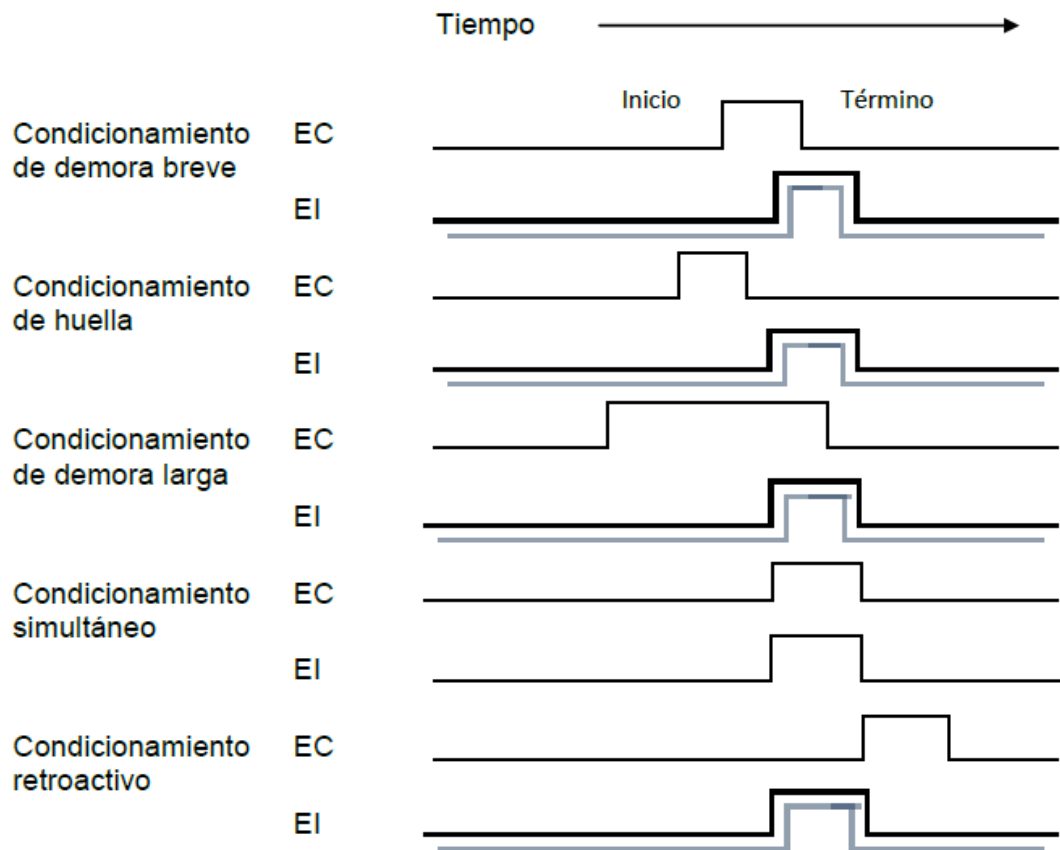 Tiempo
Inicio
Término
Condicionamiento
de demora breve
EC
EI
Condicionamiento
de huella
EC
EI
Condicionamiento
de demora larga
EC
EI
Condicionamiento
simultáneo
EC
EI
Condicionamiento
retroactivo
EC
EI